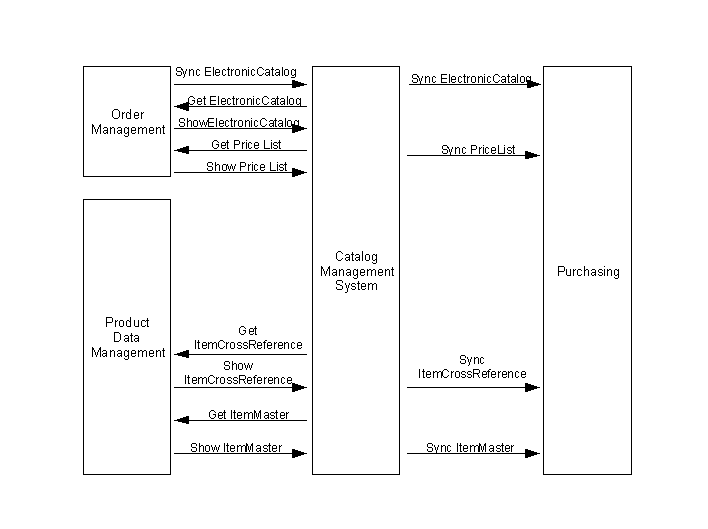 Sync ElectronicCatalog
Get ElectronicCatalog
ShowElectronicCatalog
Get Price List
Show Price List
Order
Management
Sync ElectronicCatalog
Sync PriceList
Catalog
Management
System
Purchasing
Product
Data
Management
Get
ItemCrossReference
Show
ItemCrossReference
Get ItemMaster
Show ItemMaster
Sync
ItemCrossReference
Sync ItemMaster